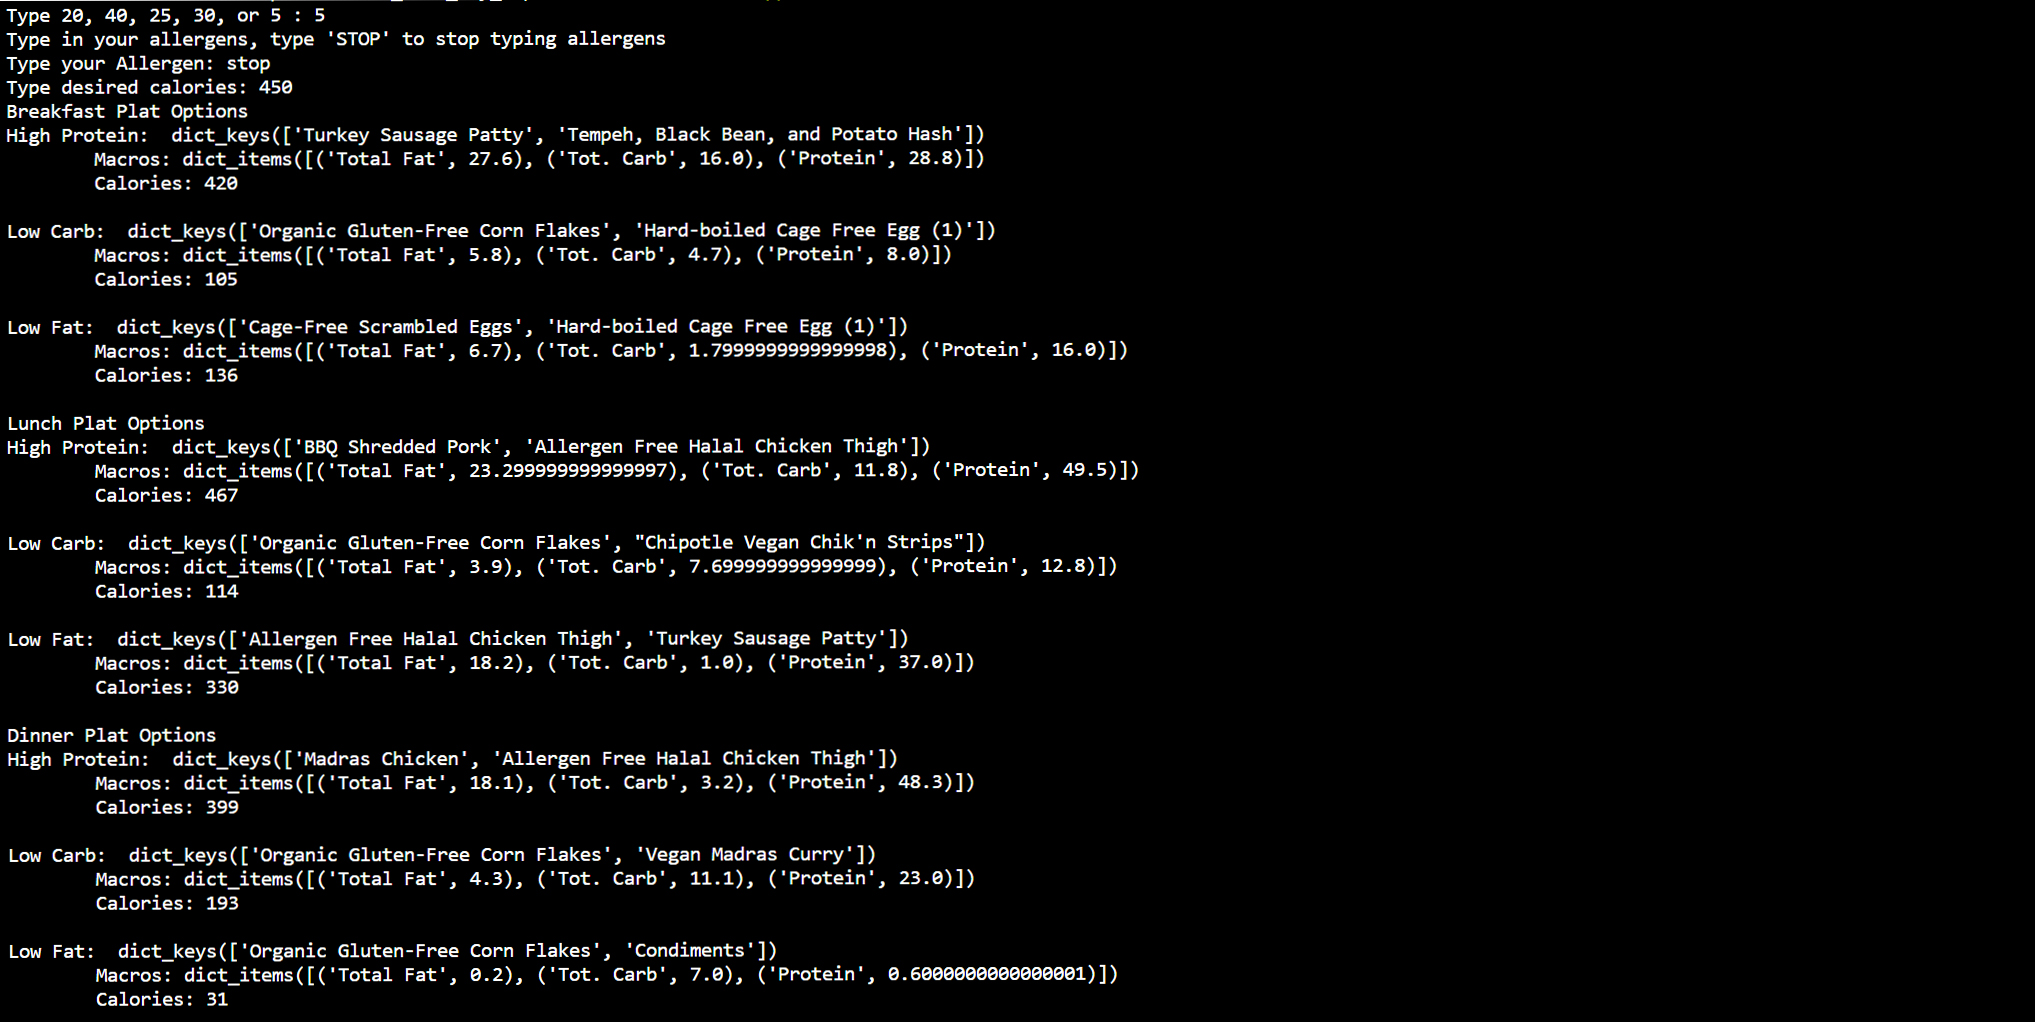 Type 20, 40, 25, 30, or 5 : 5
Type in your allergens, type 'STOP' to stop typing allergens
Type your Allergen: stop
Type desired calories: 450
Breakfast Plat Options
High Protein:  dict_keys(['Turkey Sausage Patty', 'Tempeh, Black Bean, and Potato Hash'])
        Macros: dict_items([('Total Fat', 27.6), ('Tot. Carb', 16.0), ('Protein', 28.8)])
        Calories: 420

Low Carb:  dict_keys(['Organic Gluten-Free Corn Flakes', 'Hard-boiled Cage Free Egg (1)'])
        Macros: dict_items([('Total Fat', 5.8), ('Tot. Carb', 4.7), ('Protein', 8.0)])
        Calories: 105

Low Fat:  dict_keys(['Cage-Free Scrambled Eggs', 'Hard-boiled Cage Free Egg (1)'])
        Macros: dict_items([('Total Fat', 6.7), ('Tot. Carb', 1.7999999999999998), ('Protein', 16.0)])
        Calories: 136

Lunch Plat Options
High Protein:  dict_keys(['BBQ Shredded Pork', 'Allergen Free Halal Chicken Thigh'])
        Macros: dict_items([('Total Fat', 23.299999999999997), ('Tot. Carb', 11.8), ('Protein', 49.5)])
        Calories: 467

Low Carb:  dict_keys(['Organic Gluten-Free Corn Flakes', "Chipotle Vegan Chik'n Strips"])
        Macros: dict_items([('Total Fat', 3.9), ('Tot. Carb', 7.699999999999999), ('Protein', 12.8)])
        Calories: 114

Low Fat:  dict_keys(['Allergen Free Halal Chicken Thigh', 'Turkey Sausage Patty'])
        Macros: dict_items([('Total Fat', 18.2), ('Tot. Carb', 1.0), ('Protein', 37.0)])
        Calories: 330

Dinner Plat Options
High Protein:  dict_keys(['Madras Chicken', 'Allergen Free Halal Chicken Thigh'])
        Macros: dict_items([('Total Fat', 18.1), ('Tot. Carb', 3.2), ('Protein', 48.3)])
        Calories: 399

Low Carb:  dict_keys(['Organic Gluten-Free Corn Flakes', 'Vegan Madras Curry'])
        Macros: dict_items([('Total Fat', 4.3), ('Tot. Carb', 11.1), ('Protein', 23.0)])
        Calories: 193

Low Fat:  dict_keys(['Organic Gluten-Free Corn Flakes', 'Condiments'])
        Macros: dict_items([('Total Fat', 0.2), ('Tot. Carb', 7.0), ('Protein', 0.6000000000000001)])
        Calories: 31